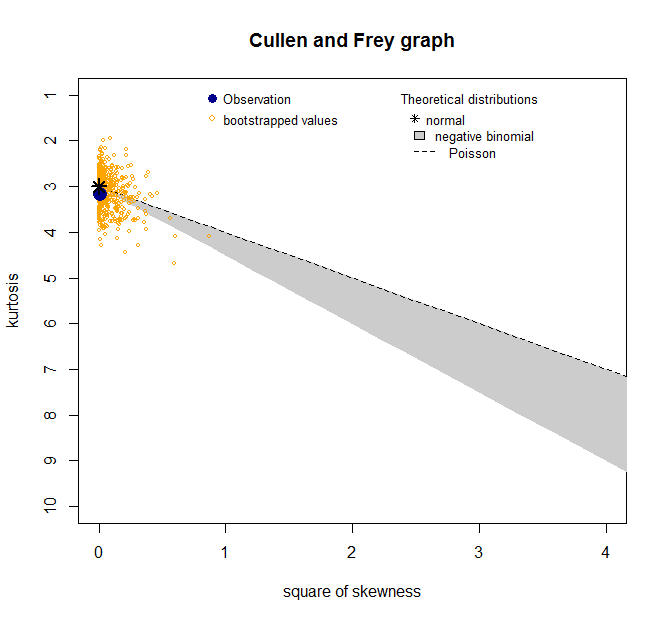 Cullen and Frey graph
Observation
bootstrapped values
Theoretical distributions
normal
negative binomial
Poisson
kurtosis
1
2
3
4
5
6
7
8
9
10
0 1 2 3 4
square of skewness